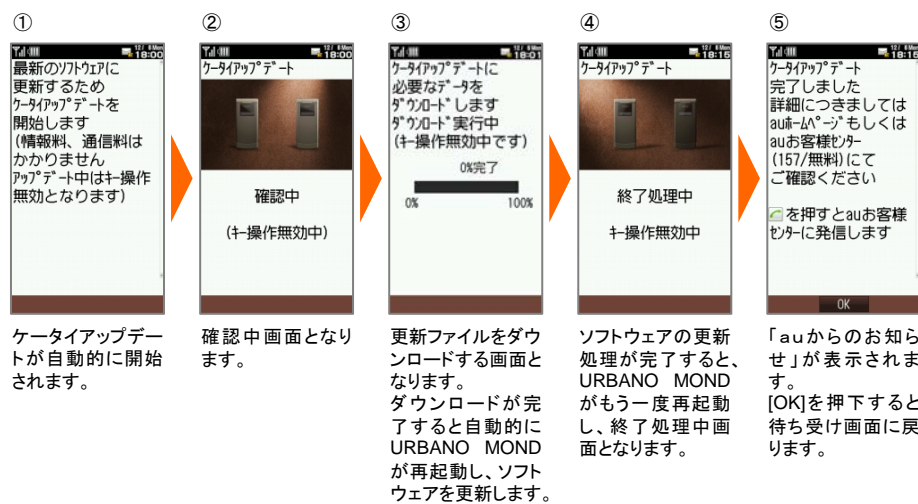 ①
12/ 8Mon
18:00
最新のソフトウェアに
更新するため
ケータイアップデートを
開始します
(情報料、通信料は
かかりません
アップデート中はキー操作
無効となります)
ケータイアップデー
トが自動的に開始
されます。
②
12/ 8Mon
18:00
ケータイアップデート
確認中
(キー操作無効中)
確認中画面となり
ます。
③
12/ 8Mon
18:01
ケータイアップデートに
必要なデータを
ダウンロードします
ダウンロード実行中
(キー操作無効中です)
0%完了
0% 100%
更新ファイルをダウ
ンロードする画面と
なります。
ダウンロードが完
了すると自動的に
URBANO MOND
が再起動し、ソフト
ウェアを更新します。
④
12/ 8Mon
18:15
ケータイアップデート
終了処理中
キー操作無効中
ソフトウェアの更新
処理が完了すると、
URBANO MOND
がもう一度再起動
し、終了処理中画
面となります。
⑤
12/ 8Mon
18:15
ケータイアップデート
完了しました
詳細につきましては
auホームページもしくは
auお客様センター
(157/無料)にて
ご確認ください
を押すとauお客様
センターに発信します
OK
「auからのお知ら
せ」が表示されま
す。
[OK]を押下すると
待ち受け画面に戻
ります。